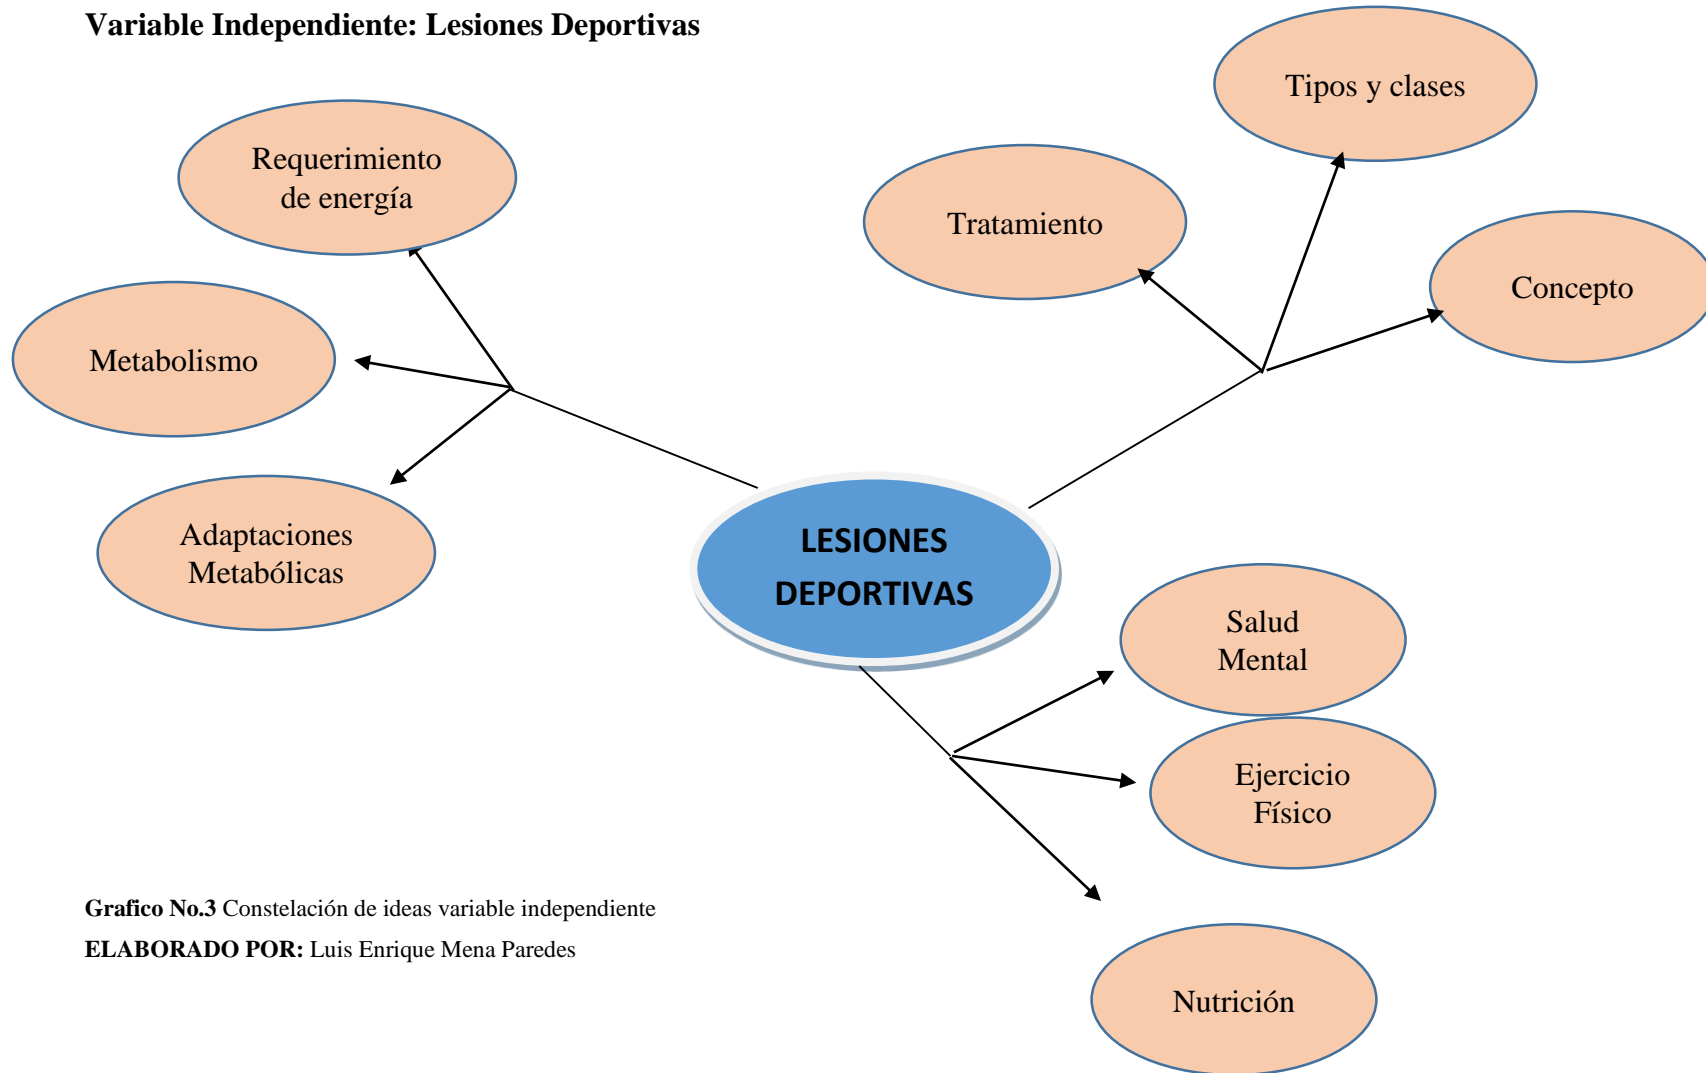 Variable Independiente: Lesiones Deportivas
Tipos y clases
Requerimiento
de energía
Tratamiento
Concepto
Metabolismo
Adaptaciones
Metabólicas
LESIONES
DEPORTIVAS
Salud
Mental
Ejercicio
Físico
Nutrición
Grafico No.3 Constelación de ideas variable independiente
ELABORADO POR: Luis Enrique Mena Paredes